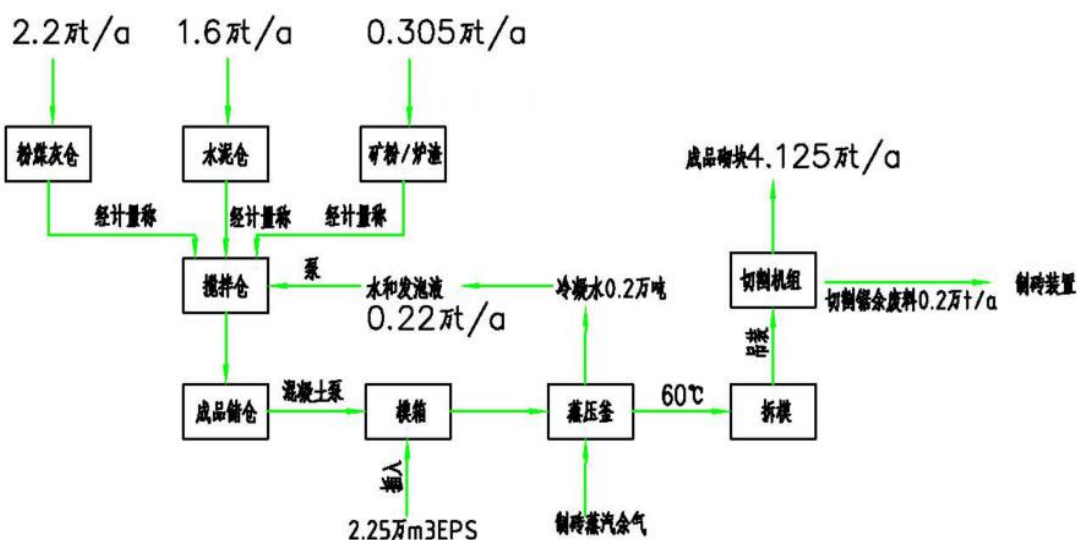 2.2万t/a
1.6万t/a
0.305万t/a
粉煤灰仓
水泥仓
矿粉/炉渣
成品砌块4.125万t/a
经计量称
经计量称
经计量称
搅拌仓
泵
水和发泡液
0.22万t/a
冷凝水0.2万吨
切割机组
切割锯余废料0.2万t/a
制砖装置
吊装
成品储仓
混凝土泵
模箱
蒸压釜
60℃
拆模
插入
2.25万m3EPS
制砖蒸汽余气